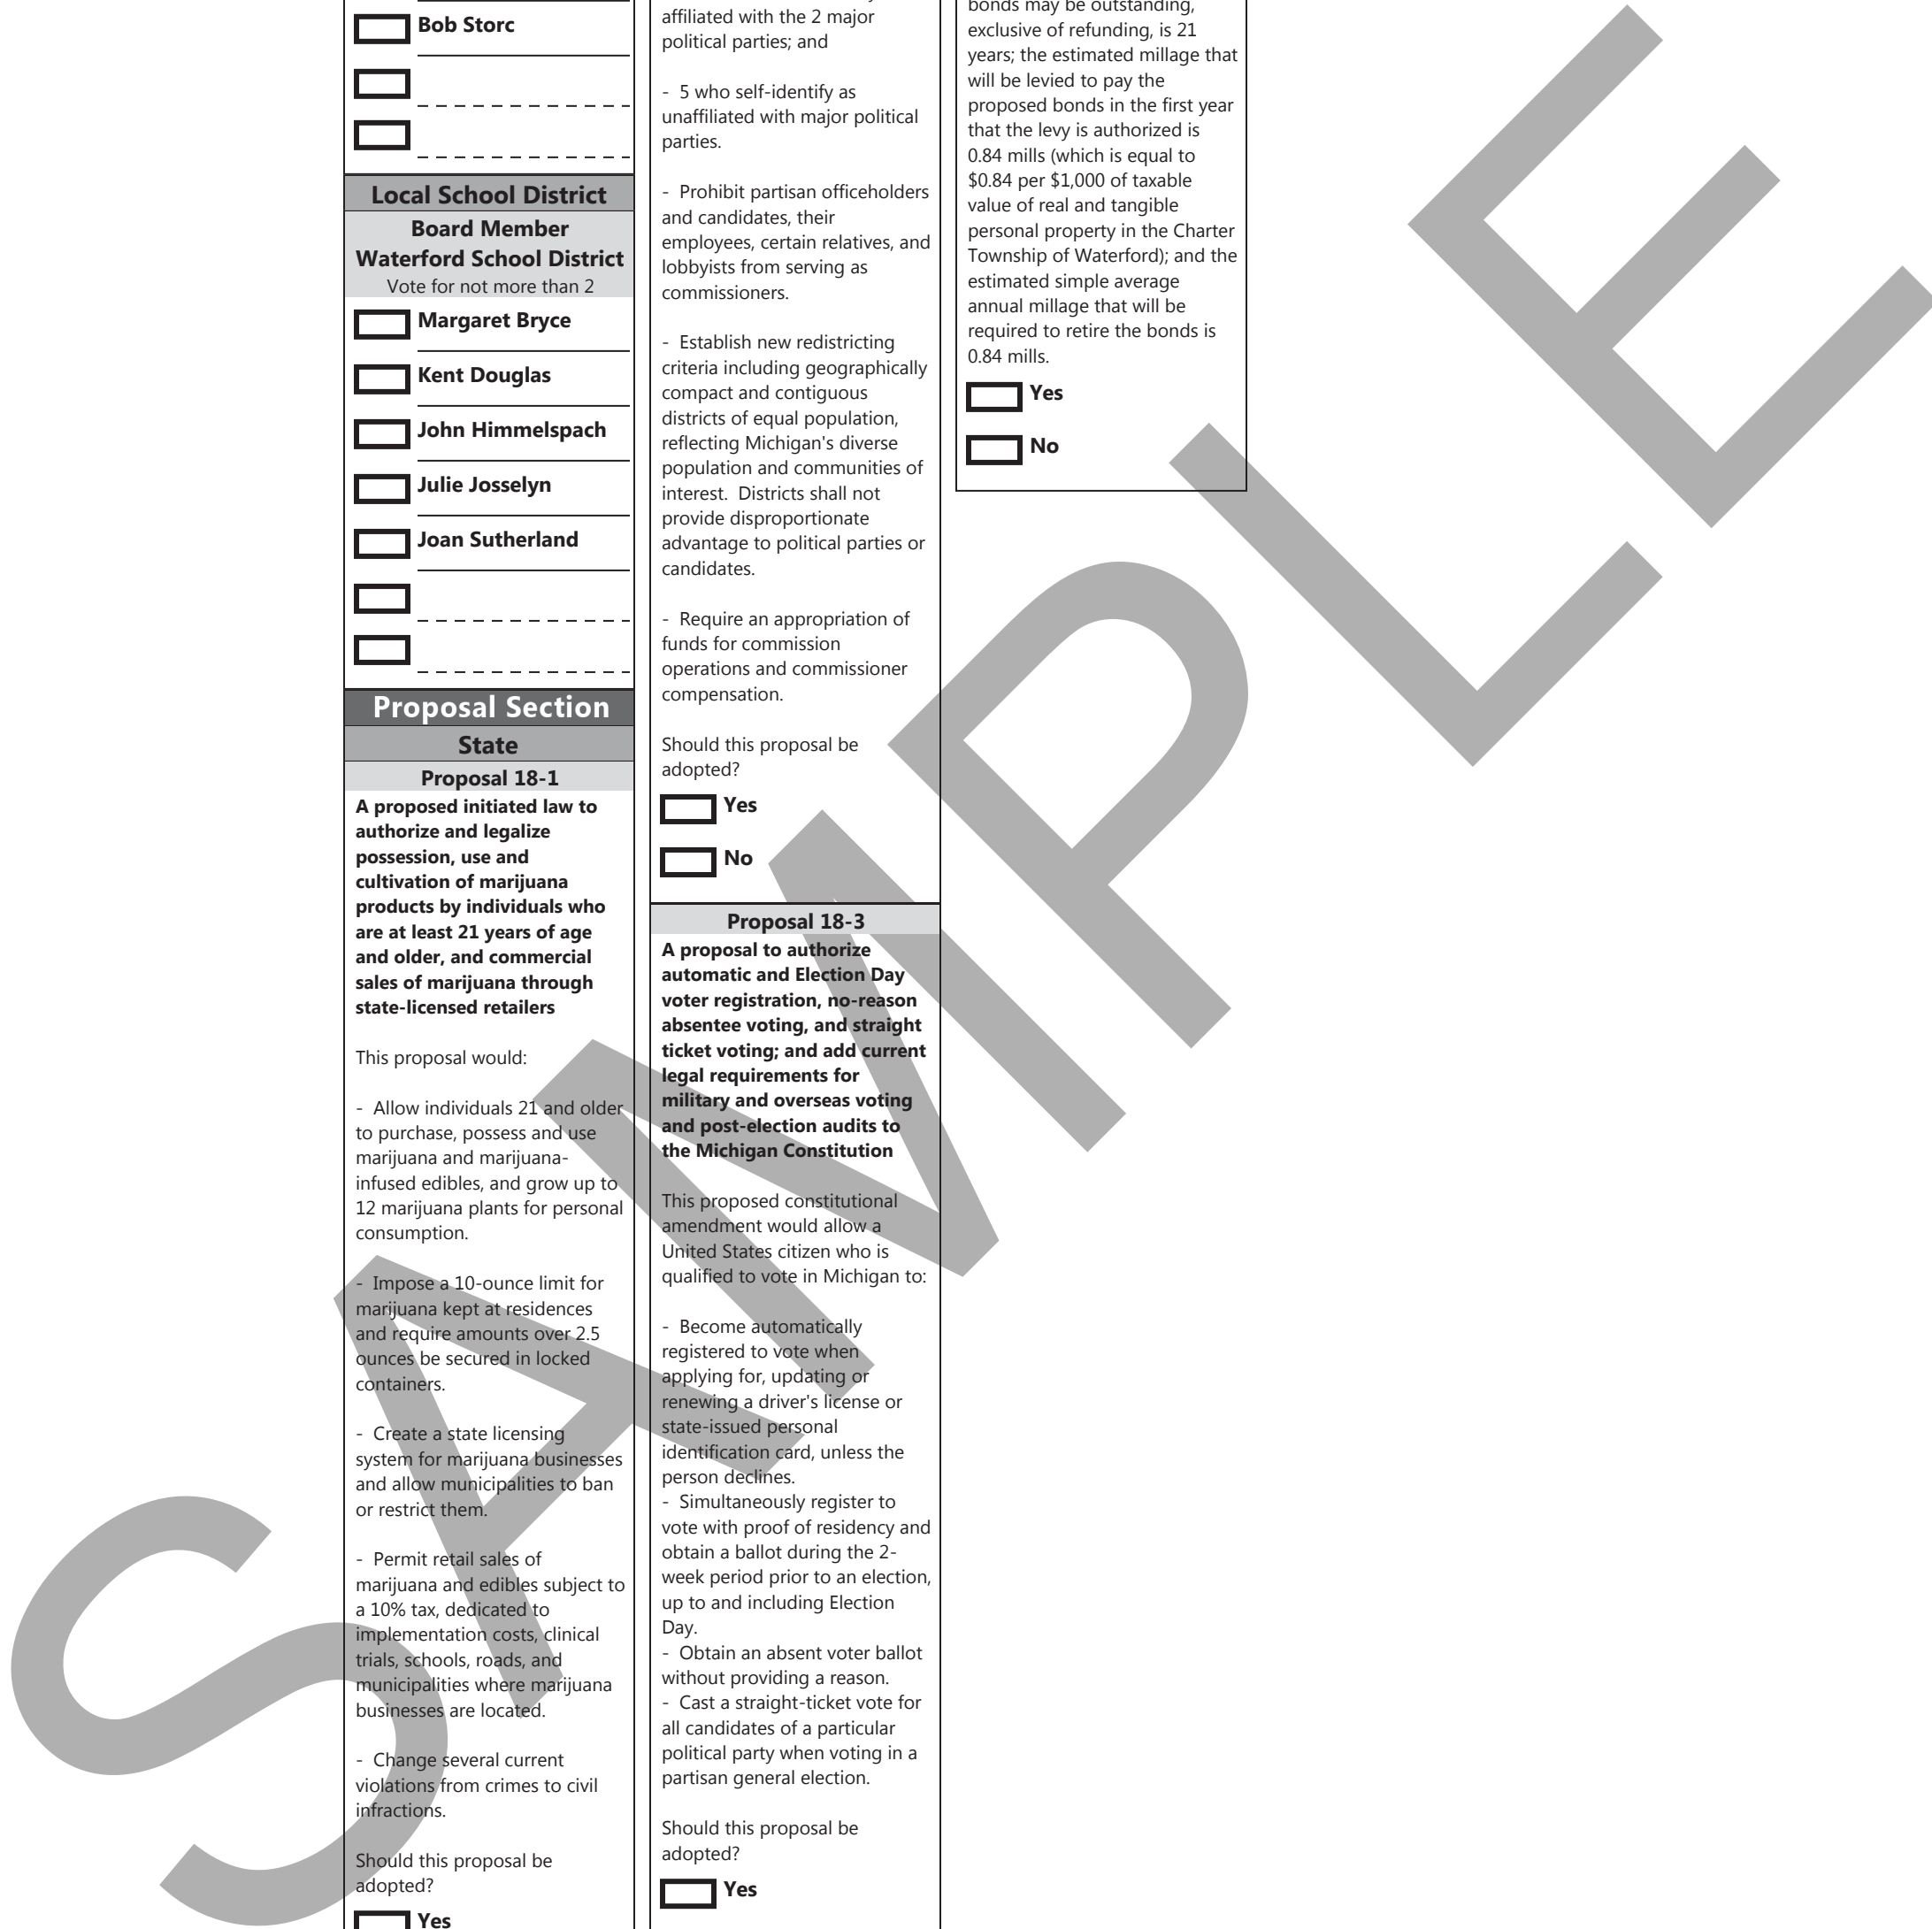 Bob Storc
Local School District
Board Member
Waterford School District
Vote for not more than 2
Margaret Bryce
Kent Douglas
John Himmelspach
Julie Josselyn
Joan Sutherland
Proposal Section
State
Proposal 18-1
A proposed initiated law to
authorize and legalize
possession, use and
cultivation of marijuana
products by individuals who
are at least 21 years of age
and older, and commercial
sales of marijuana through
state-licensed retailers
This proposal would:
- Allow individuals 21 and older
to purchase, possess and use
marijuana and marijuana-
infused edibles, and grow up to
12 marijuana plants for personal
consumption.
- Impose a 10-ounce limit for
marijuana kept at residences
and require amounts over 2.5
ounces be secured in locked
containers.
- Create a state licensing
system for marijuana businesses
and allow municipalities to ban
or restrict them.
- Permit retail sales of
marijuana and edibles subject to
a 10% tax, dedicated to
implementation costs, clinical
trials, schools, roads, and
municipalities where marijuana
businesses are located.
- Change several current
violations from crimes to civil
infractions.
Should this proposal be
adopted?
Yes
affiliated with the 2 major
political parties; and
- 5 who self-identify as
unaffiliated with major political
parties.
- Prohibit partisan officeholders
and candidates, their
employees, certain relatives, and
lobbyists from serving as
commissioners.
- Establish new redistricting
criteria including geographically
compact and contiguous
districts of equal population,
reflecting Michigan's diverse
population and communities of
interest. Districts shall not
provide disproportionate
advantage to political parties or
candidates.
- Require an appropriation of
funds for commission
operations and commissioner
compensation.
Should this proposal be
adopted?
Yes
No
Proposal 18-3
A proposal to authorize
automatic and Election Day
voter registration, no-reason
absentee voting, and straight
ticket voting; and add current
legal requirements for
military and overseas voting
and post-election audits to
the Michigan Constitution
This proposed constitutional
amendment would allow a
United States citizen who is
qualified to vote in Michigan to:
- Become automatically
registered to vote when
applying for, updating or
renewing a driver's license or
state-issued personal
identification card, unless the
person declines.
- Simultaneously register to
vote with proof of residency and
obtain a ballot during the 2-
week period prior to an election,
up to and including Election
Day.
- Obtain an absent voter ballot
without providing a reason.
- Cast a straight-ticket vote for
all candidates of a particular
political party when voting in a
partisan general election.
Should this proposal be
adopted?
Yes
bonds may be outstanding,
exclusive of refunding, is 21
years; the estimated millage that
will be levied to pay the
proposed bonds in the first year
that the levy is authorized is
0.84 mills (which is equal to
$0.84 per $1,000 of taxable
value of real and tangible
personal property in the Charter
Township of Waterford); and the
estimated simple average
annual millage that will be
required to retire the bonds is
0.84 mills.
Yes
No
SAMPLE